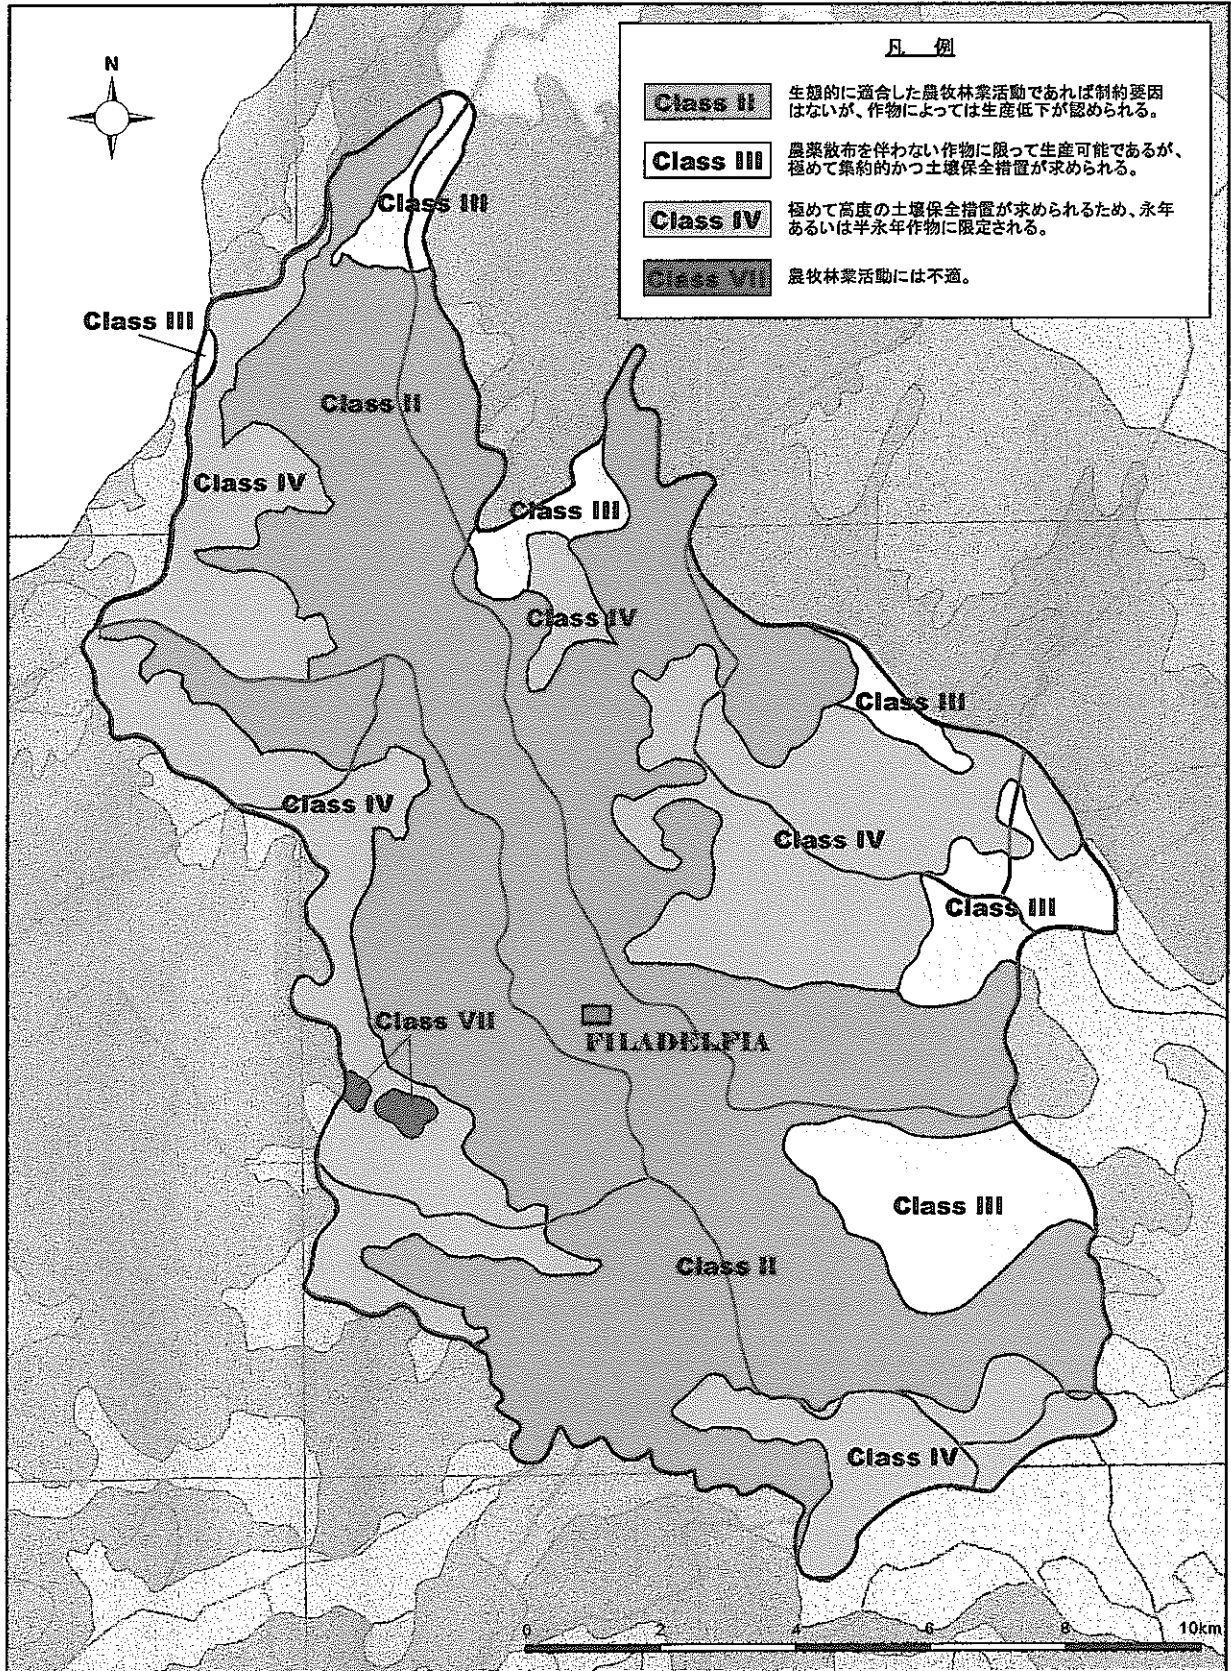 N
凡 例
Class II
生態的に適合した農牧林業活動であれば制約要因
はないが、作物によっては生産低下が認められる。
Class III
農薬散布を伴わない作物に限って生産可能であるが、
極めて集約的かつ土壌保全措置が求められる。
Class IV
極めて高度の土壌保全措置が求められるため、永年
あるいは半永年作物に限定される。
Class VII
農牧林業活動には不適。
Class III
Class III
Class II
Class IV
Class III
Class IV
Class III
Class IV
Class IV
Class III
Class VII
FILADELFIA
Class III
Class II
Class IV
0 2 4 6 8 10km